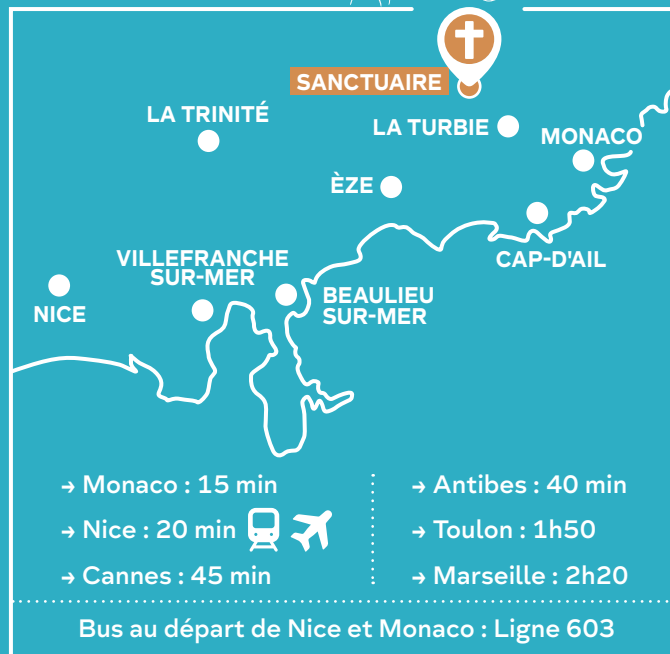 SANCTUAIRE
LA TRINITÉ
LA TURBIE
MONACO
ÈZE
CAP-D'AIL
VILLEFRANCHE
SUR-MER
BEAULIEU
SUR-MER
NICE
→ Monaco : 15 min
→ Nice : 20 min
→ Cannes : 45 min
→ Antibes : 40 min
→ Toulon : 1h50
→ Marseille : 2h20
Bus au départ de Nice et Monaco : Ligne 603